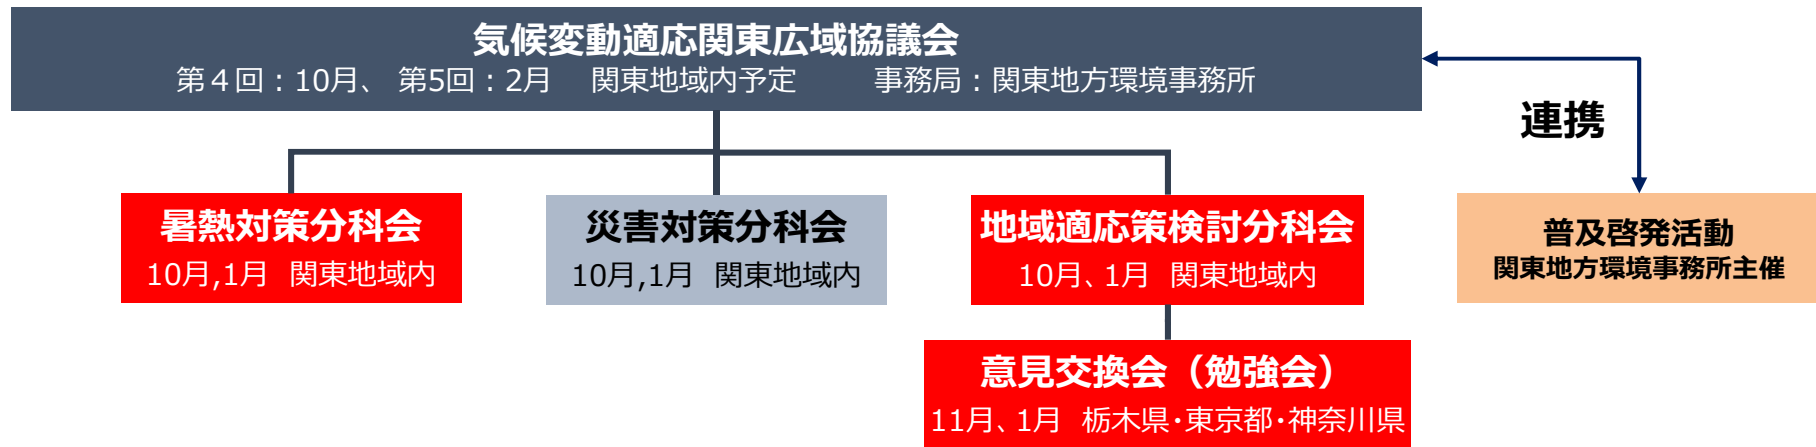 気候変動適応関東広域協議会
第４回：10月、 第5回：2月　 関東地域内予定　　 事務局：関東地方環境事務所
連携
暑熱対策分科会
10月,1月 関東地域内
災害対策分科会
10月,1月 関東地域内
地域適応策検討分科会
10月、1月 関東地域内
普及啓発活動
関東地方環境事務所主催
意見交換会（勉強会）
11月、1月 栃木県・東京都・神奈川県